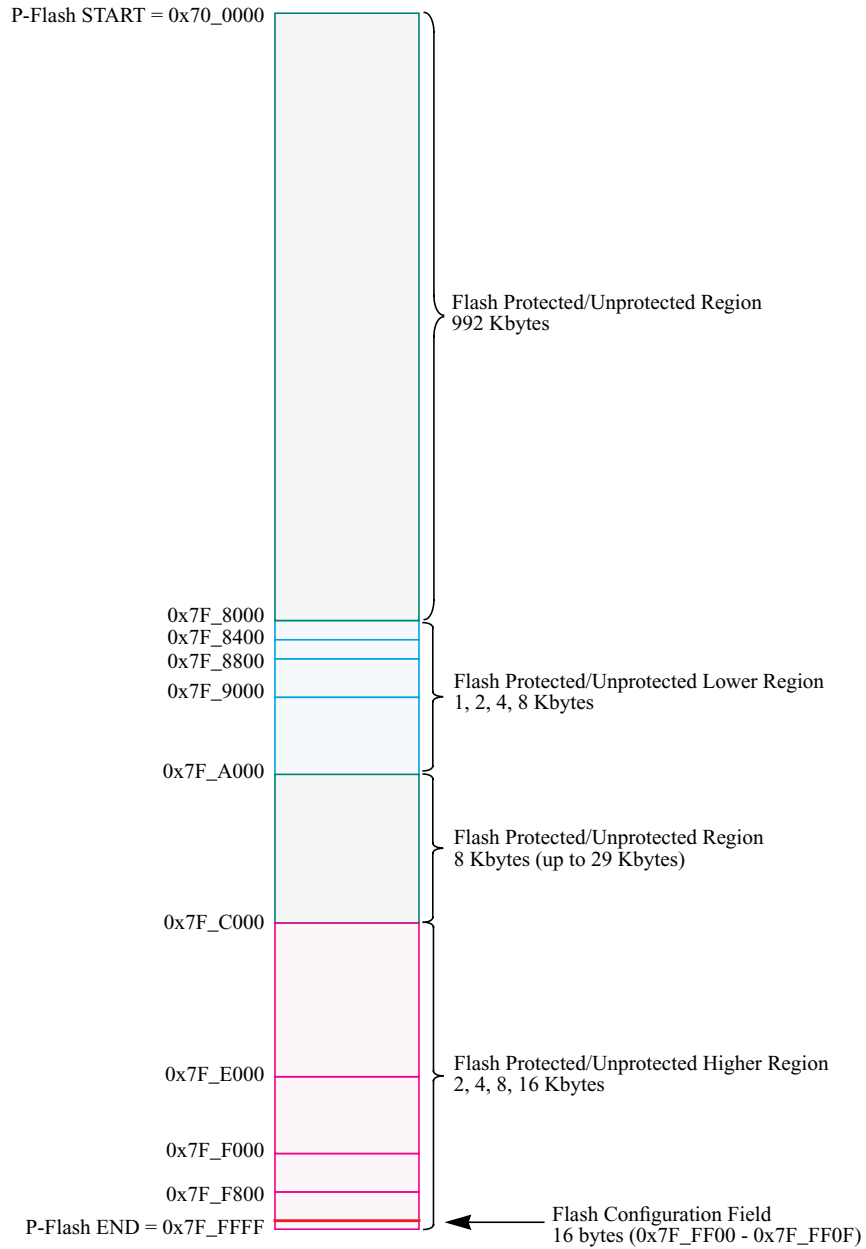 P-Flash START = 0x70_0000
Flash Protected/Unprotected Region
992 Kbytes
0x7F_8000
0x7F_8400
0x7F_8800
0x7F_9000
Flash Protected/Unprotected Lower Region
1, 2, 4, 8 Kbytes
0x7F_A000
Flash Protected/Unprotected Region
8 Kbytes (up to 29 Kbytes)
0x7F_C000
Flash Protected/Unprotected Higher Region
2, 4, 8, 16 Kbytes
0x7F_E000
0x7F_F000
0x7F_F800
P-Flash END = 0x7F_FFFF
Flash Configuration Field
16 bytes (0x7F_FF00 - 0x7F_FF0F)